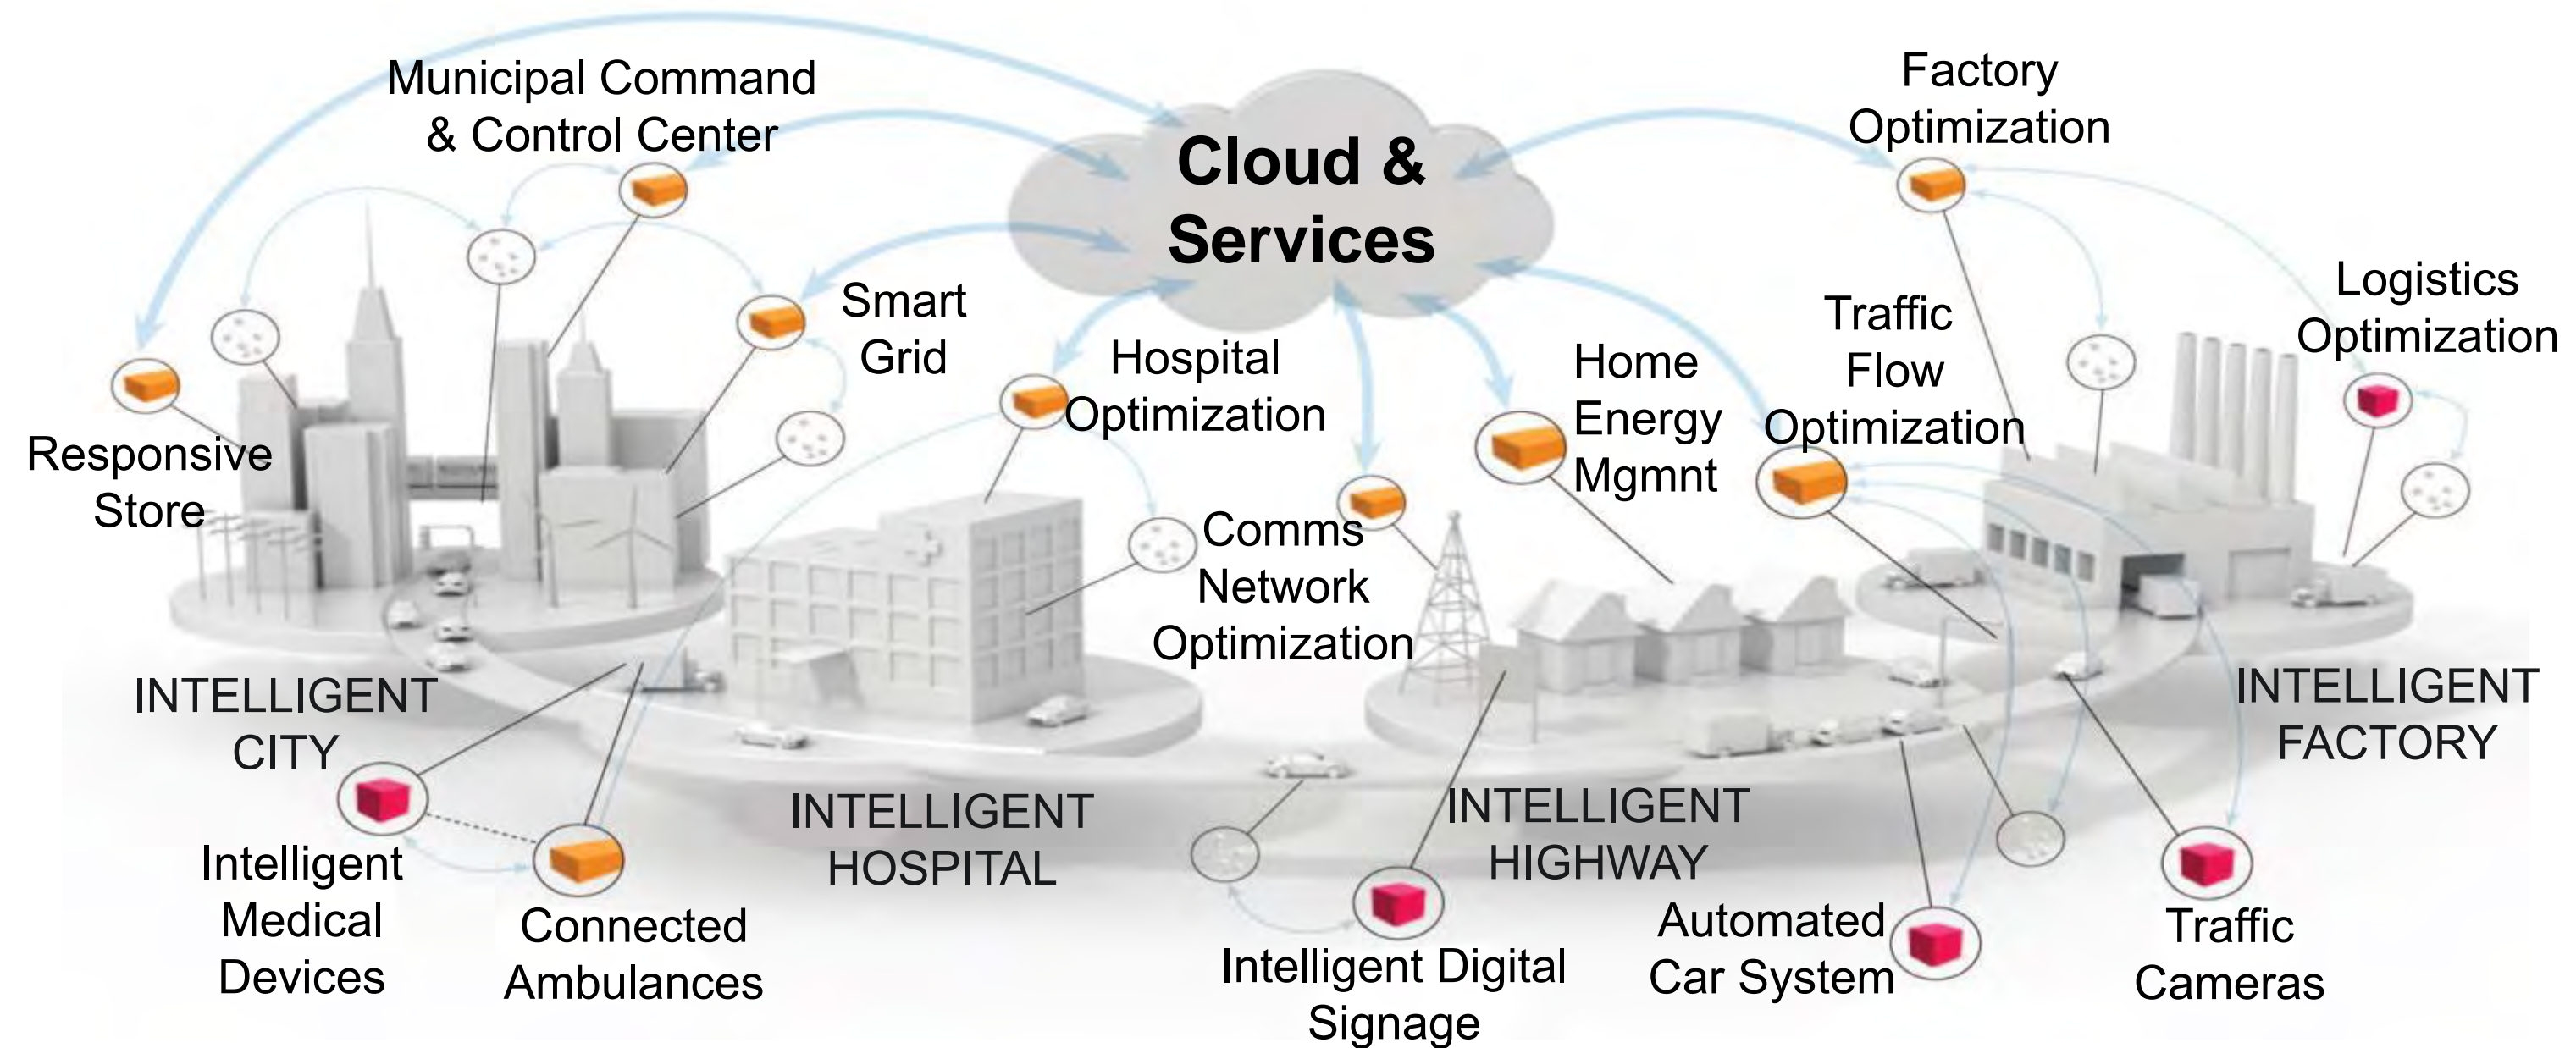 Municipal Command
& Control Center
Cloud &
Services
Factory
Optimization
Smart
Grid
Hospital
Optimization
Home
Energy
Mgmnt
Traffic
Flow
Optimization
Logistics
Optimization
Responsive
Store
Comms
Network
Optimization
INTELLIGENT
CITY
INTELLIGENT
HOSPITAL
INTELLIGENT
HIGHWAY
INTELLIGENT
FACTORY
Intelligent
Medical
Devices
Connected
Ambulances
Intelligent Digital
Signage
Automated
Car System
Traffic
Cameras